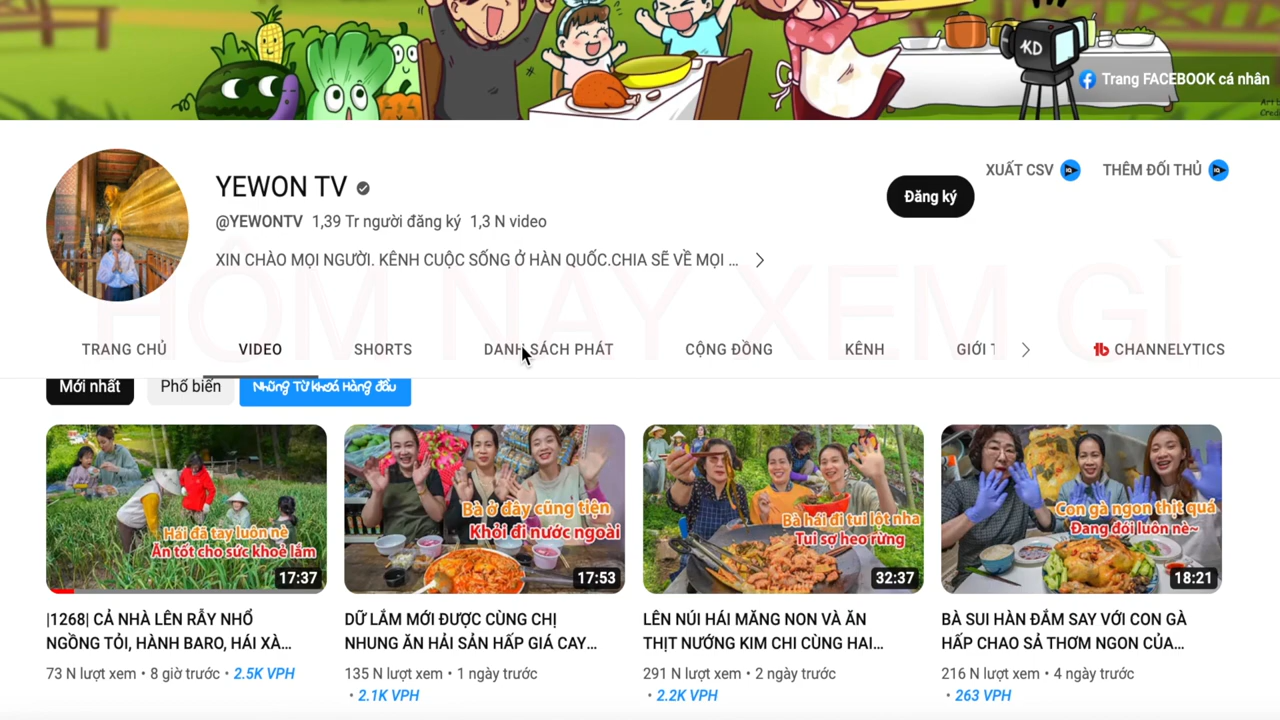 KD
Trang FACEBOOK cá nhân
YEWON TV
XUẤT CSV
THÊM ĐỐI THỦ
Đăng ký
@YEWONTV 1,39 Tr người đăng ký 1,3 N video
XIN CHÀO MỌI NGƯỜI. KÊNH CUỘC SỐNG Ở HÀN QUỐC.CHIA SẼ VỀ MỌI ...
HÔM NAY XEM GÌ
TRANG CHỦ VIDEO SHORTS DANH SÁCH PHÁT CỘNG ĐỒNG KÊNH GIỚI T CHANNELYTICS
Mới nhất Phổ biến Những Từ khoá Hàng đầu
Hái đã tay luôn nè
Ăn tốt cho sức khoẻ lắm
17:37
Bà ở đây cũng tiện
Khỏi đi nước ngoài
17:53
Bà hái đi tui lột nha
Tui sợ heo rừng
32:37
Con gà ngon thịt quá
Đang đói luôn nè~
18:21
|1268| CẢ NHÀ LÊN RẪY NHỔ
NGỒNG TỎI, HÀNH BARO, HÁI XÀ...
73 N lượt xem • 8 giờ trước • 2.5K VPH
DỮ LẮM MỚI ĐƯỢC CÙNG CHỊ
NHUNG ĂN HẢI SẢN HẤP GIÁ CAY...
135 N lượt xem • 1 ngày trước
• 2.1K VPH
LÊN NÚI HÁI MĂNG NON VÀ ĂN
THỊT NƯỚNG KIM CHI CÙNG HAI...
291 N lượt xem • 2 ngày trước
• 2.2K VPH
BÀ SUI HÀN ĐẮM SAY VỚI CON GÀ
HẤP CHAO SẢ THƠM NGON CỦA...
216 N lượt xem • 4 ngày trước
• 263 VPH